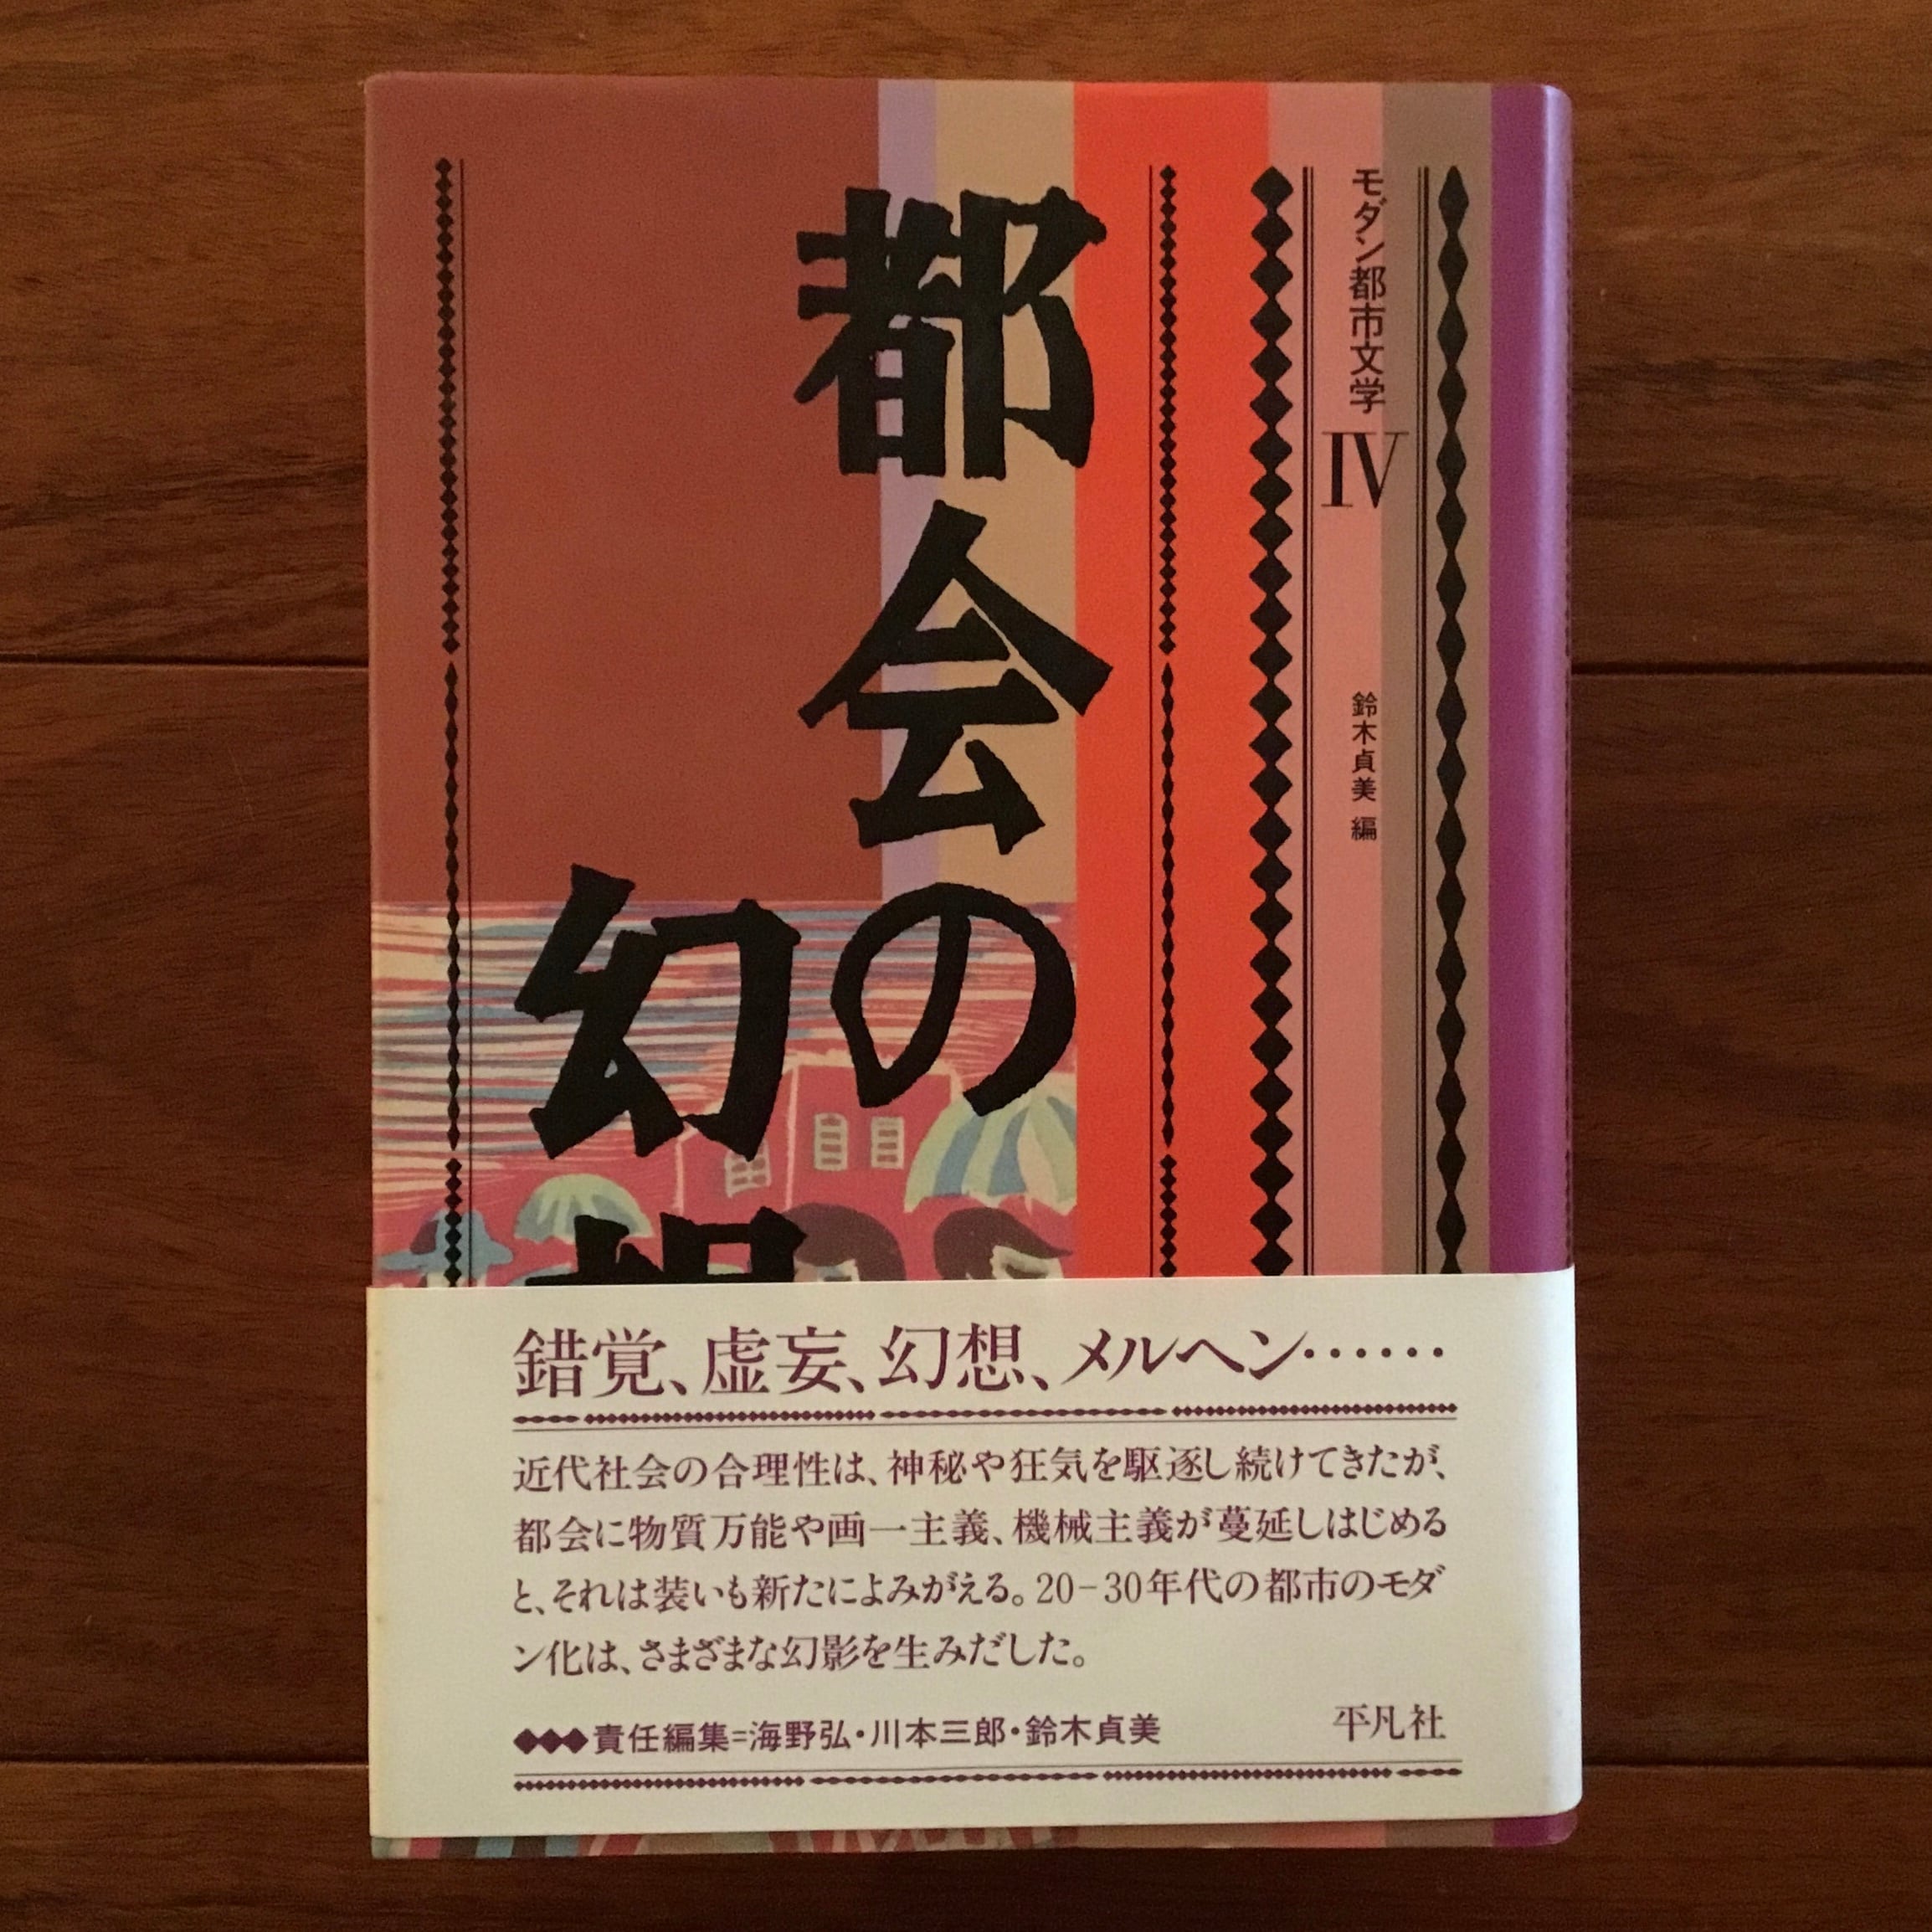 モダン都市文学 IV
鈴木貞美 編
都会の
幻想
錯覚、虚妄、幻想、メルヘン……
近代社会の合理性は、神秘や狂気を駆逐し続けてきたが、
都会に物質万能や画一主義、機械主義が蔓延しはじめる
と、それは装いも新たによみがえる。20−30年代の都市のモダ
ン化は、さまざまな幻影を生みだした。
◆◆◆責任編集=海野弘・川本三郎・鈴木貞美
平凡社